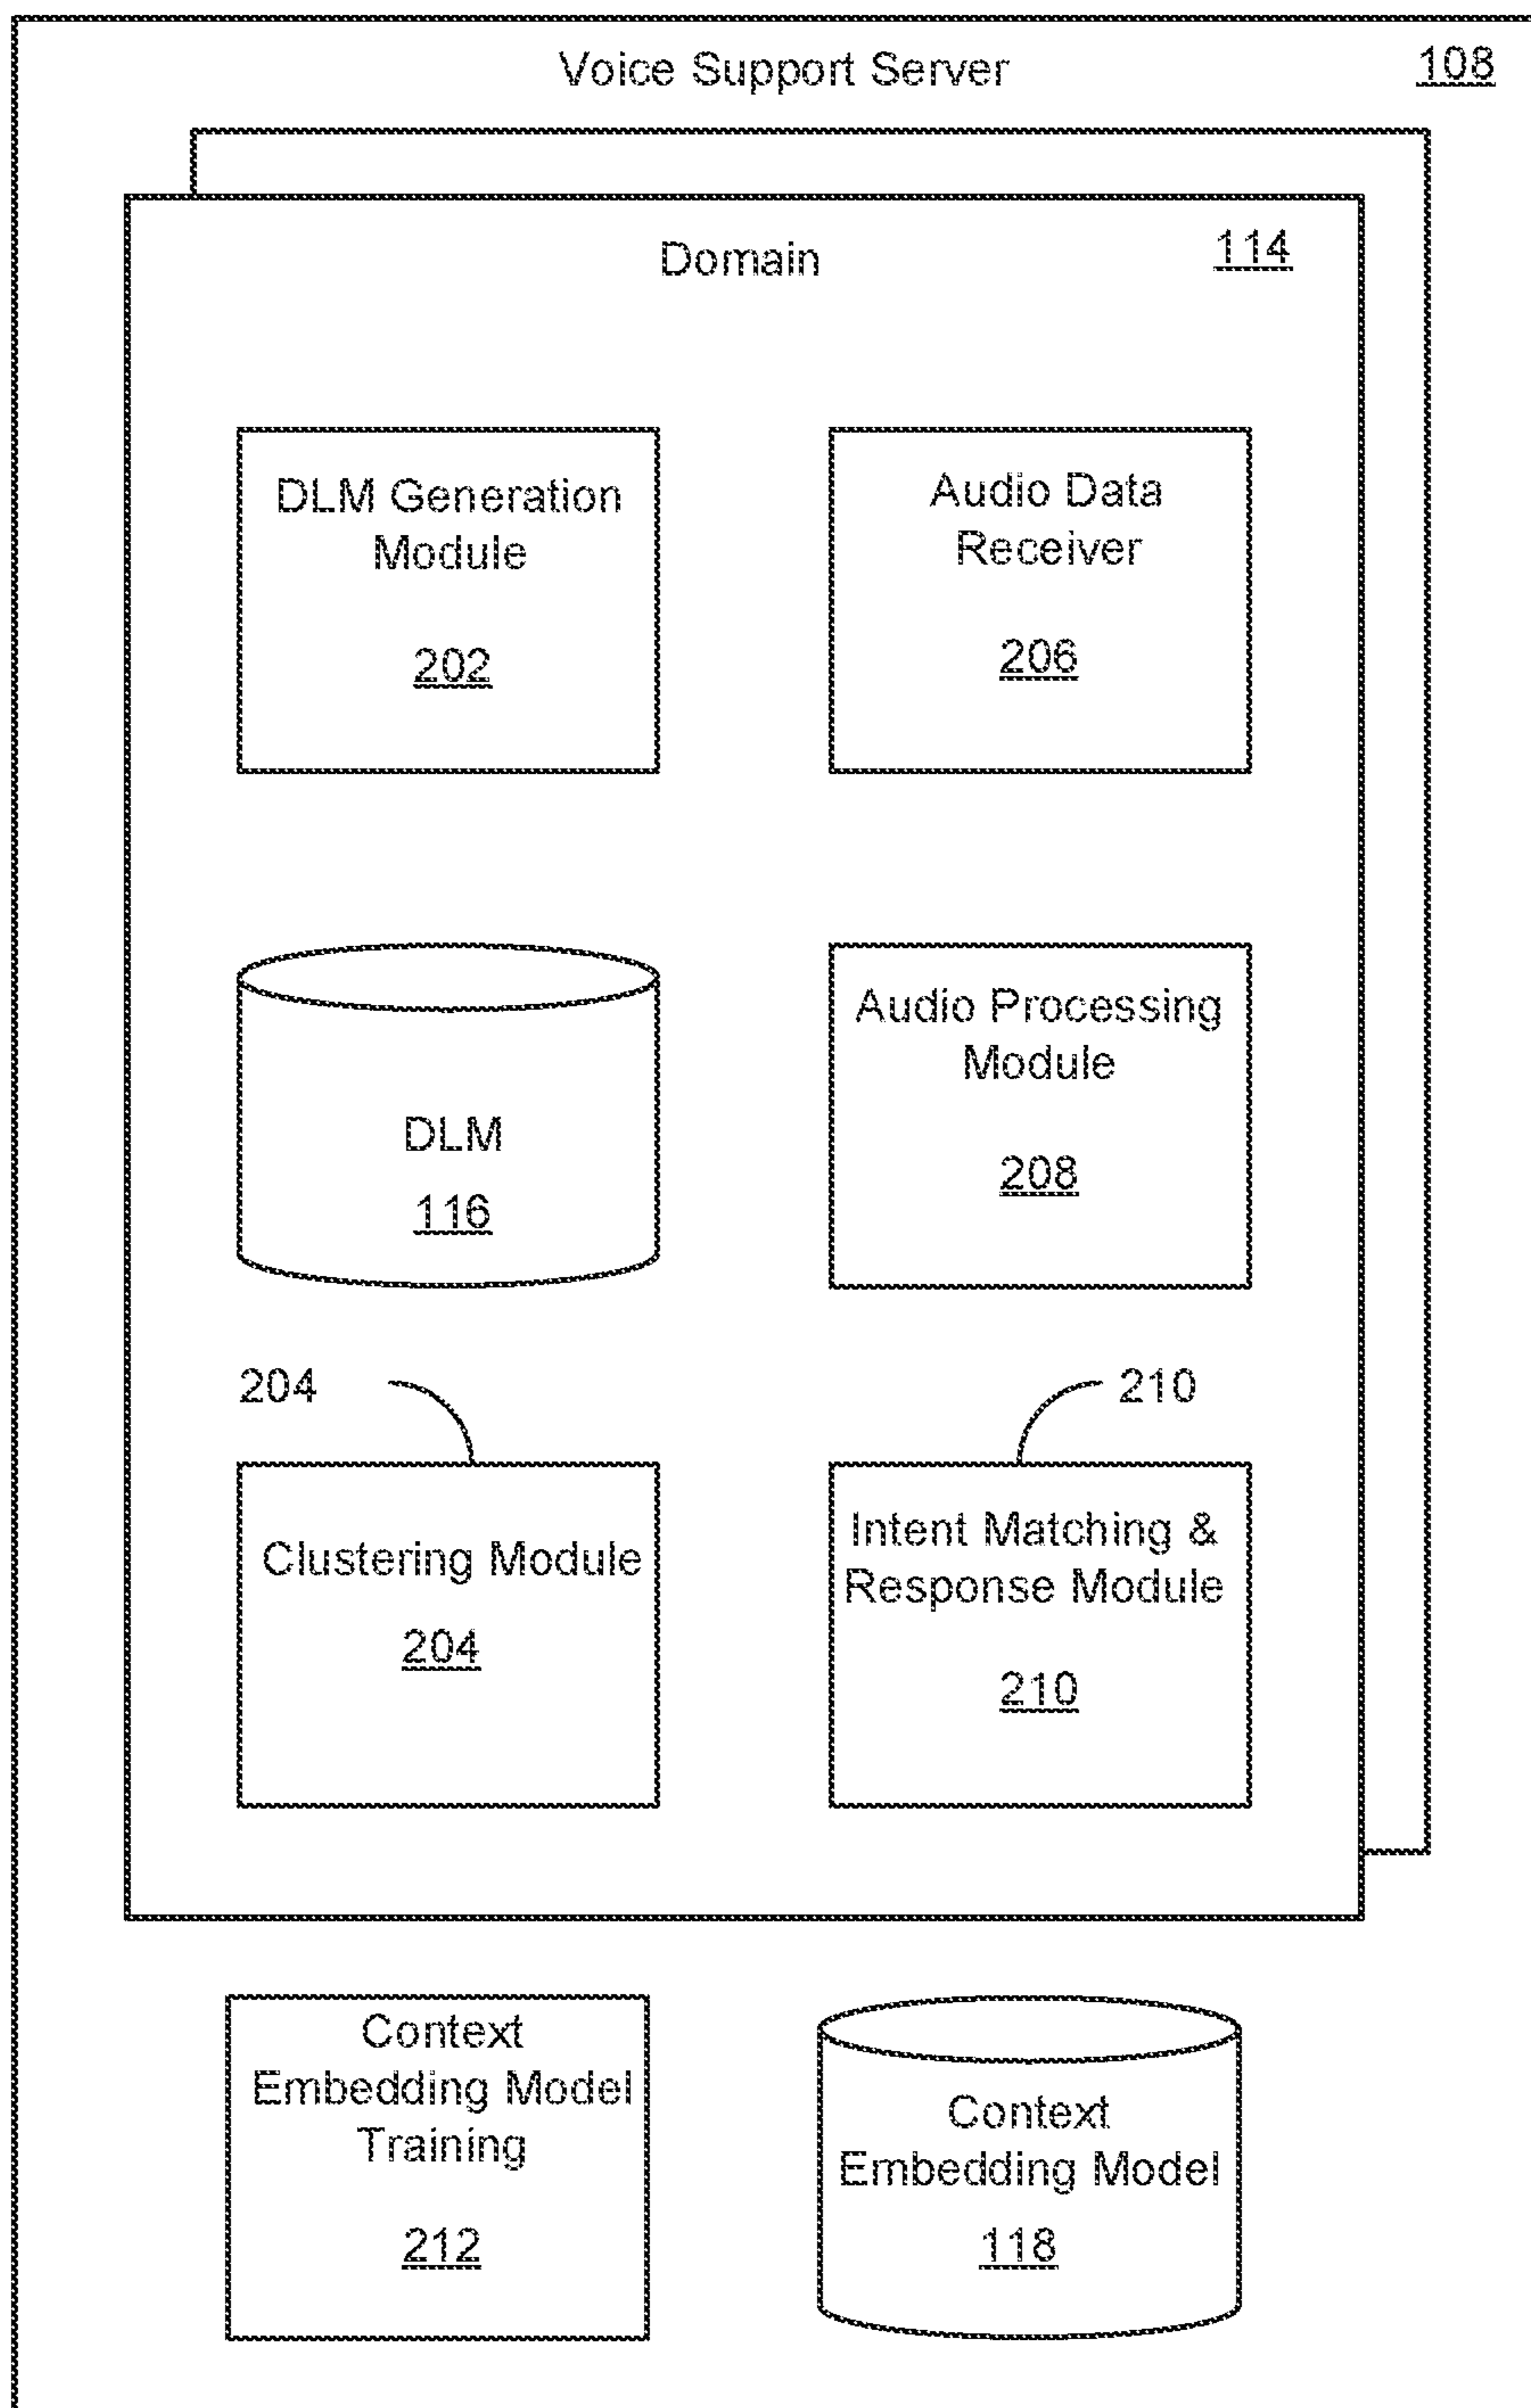 Voice Support Server
108
Domain
114
DLM Generation
Module
202
Audio Data
Receiver
206
DLM
116
Audio Processing
Module
208
204
210
Clustering Module
204
Intent Matching &
Response Module
210
Context
Embedding Model
Training
212
Context
Embedding Model
118